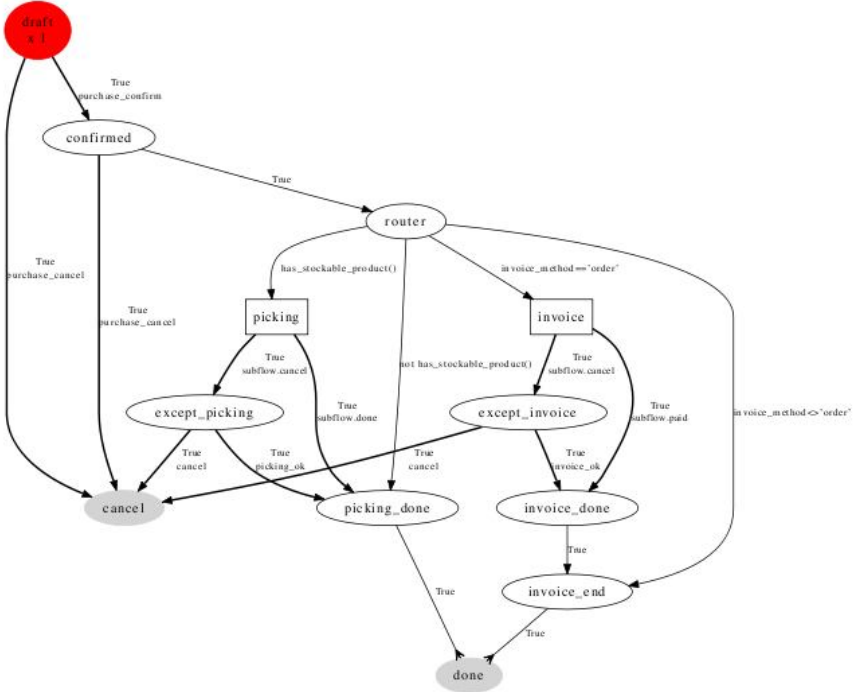 draft
x 1
True
purchase_confirm
confirmed
True
router
True
purchase_cancel
has_stockable_product()
invoice_method=='order'
True
purchase_cancel
picking
invoice
True
subflow.cancel
not has_stockable_product()
True
subflow.cancel
except_picking
True
subflow.done
except_invoice
True
subflow.paid
invoice_method<>'order'
True
cancel
True
picking_ok
True
cancel
True
invoice_ok
cancel
picking_done
invoice_done
True
True
invoice_end
True
done